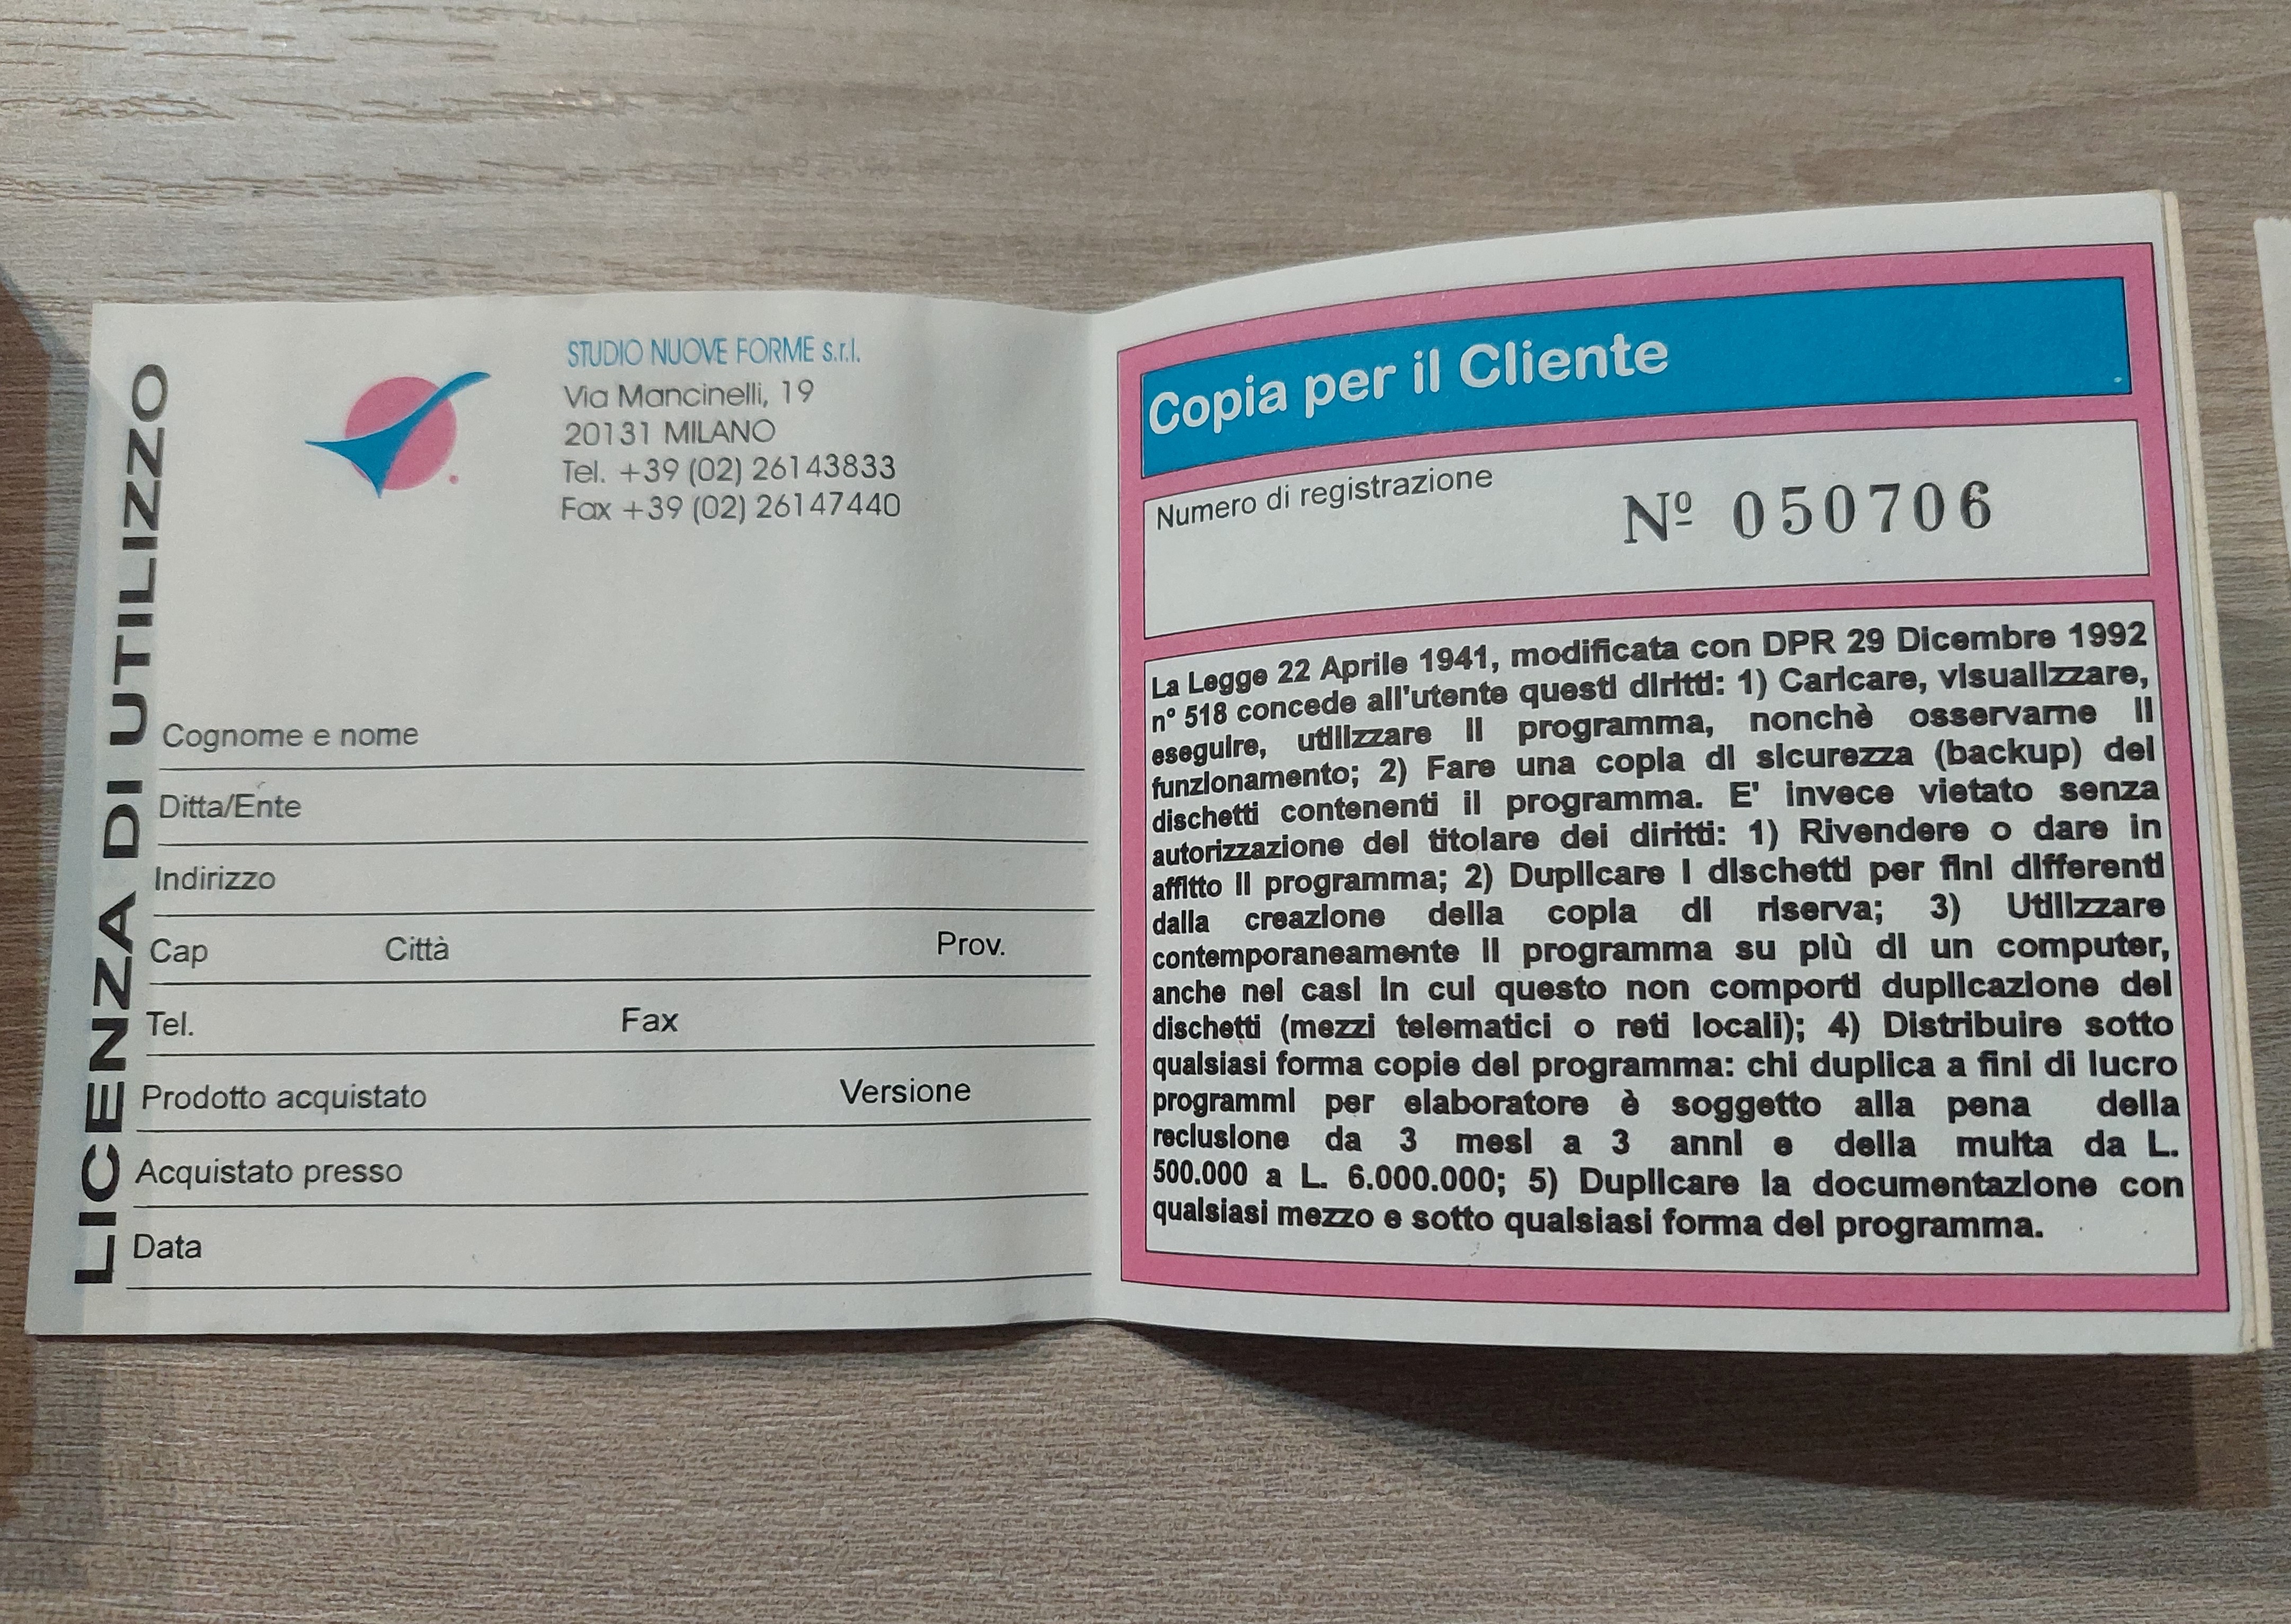 LICENZA DI UTILIZZO
STUDIO NUOVE FORME s.r.l.
Via Mancinelli, 19
20131 MILANO
Tel. +39 (02) 26143833
Fax +39 (02) 26147440
Cognome e nome
Ditta/Ente
Indirizzo
Cap Città Prov.
Tel. Fax
Prodotto acquistato Versione
Acquistato presso
Data
Copia per il Cliente
Numero di registrazione Nº 050706
La Legge 22 Aprile 1941, modificata con DPR 29 Dicembre 1992
n° 518 concede all'utente questi diritti: 1) Caricare, visualizzare,
eseguire, utilizzare il programma, nonchè osservarne il
funzionamento; 2) Fare una copia di sicurezza (backup) dei
dischetti contenenti il programma. E' invece vietato senza
autorizzazione del titolare dei diritti: 1) Rivendere o dare in
affitto il programma; 2) Duplicare i dischetti per fini differenti
dalla creazione della copia di riserva; 3) Utilizzare
contemporaneamente il programma su più di un computer,
anche nei casi in cui questo non comporti duplicazione dei
dischetti (mezzi telematici o reti locali); 4) Distribuire sotto
qualsiasi forma copie del programma: chi duplica a fini di lucro
programmi per elaboratore è soggetto alla pena della
reclusione da 3 mesi a 3 anni e della multa da L.
500.000 a L. 6.000.000; 5) Duplicare la documentazione con
qualsiasi mezzo e sotto qualsiasi forma del programma.